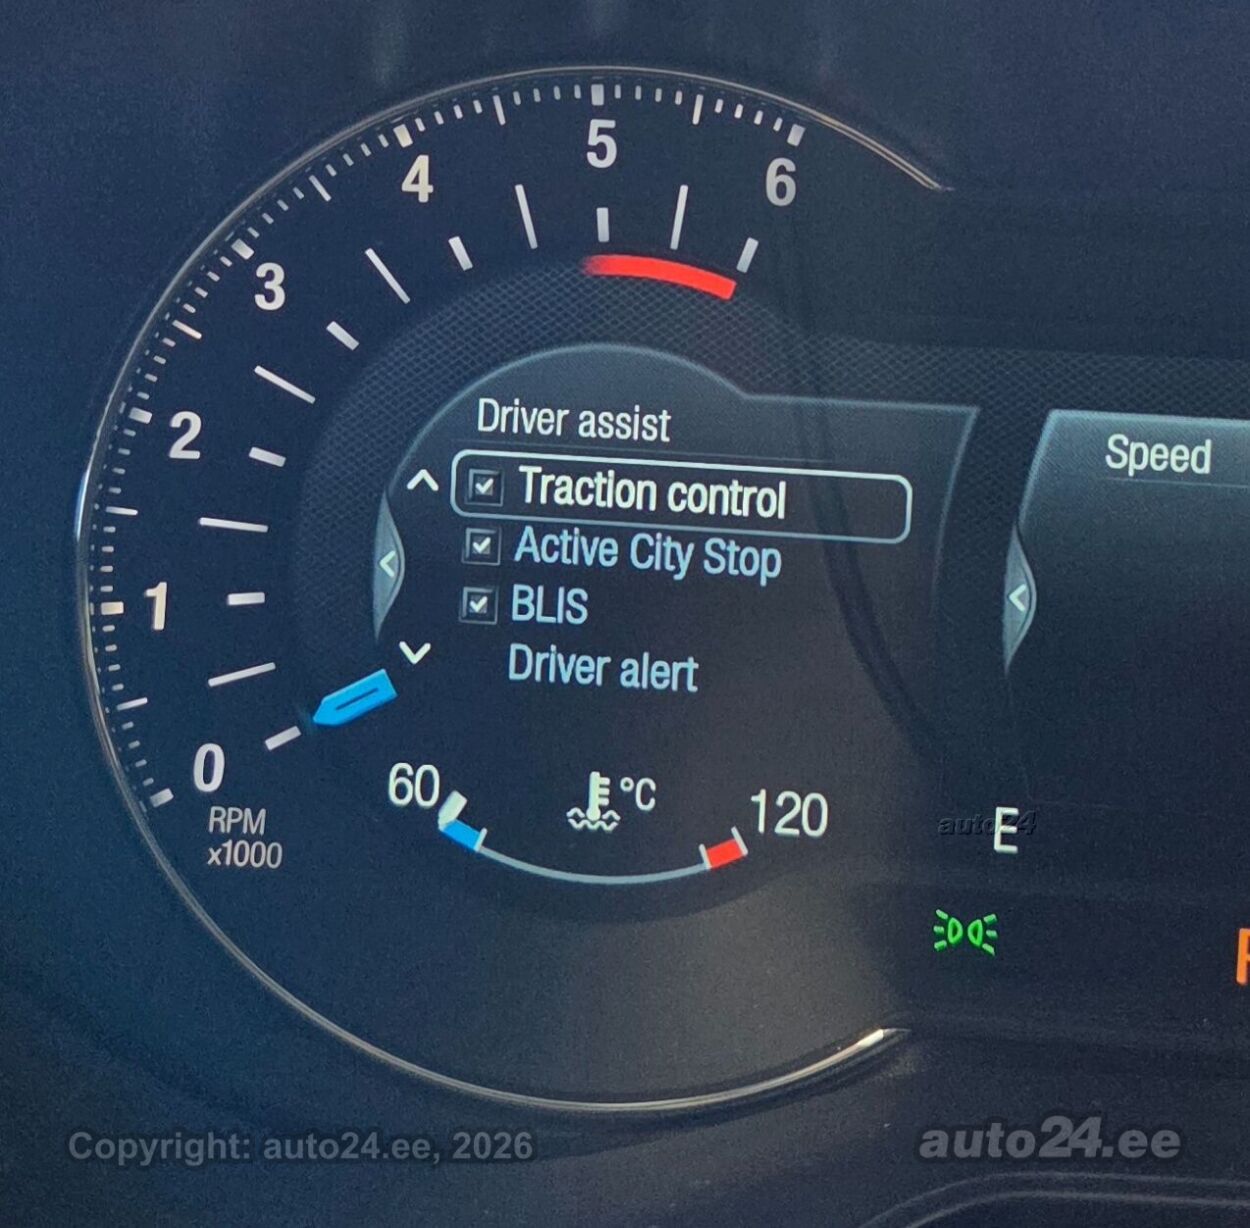 5
4
6
3
2
1
0
RPM
x1000
Driver assist
Traction control
Active City Stop
BLIS
Driver alert
Speed
60
°C
120
E
auto24
Copyright: auto24.ee, 2026
auto24.ee